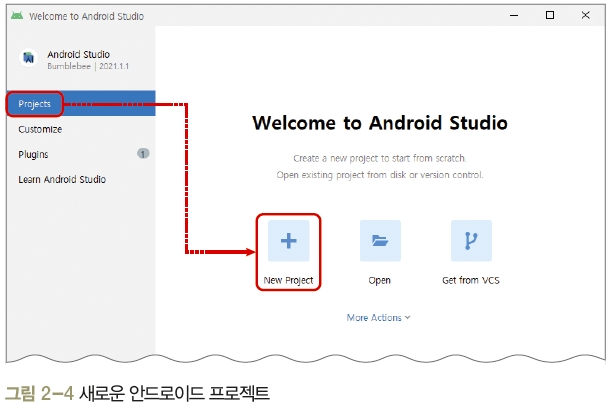 Welcome to Android Studio
Android Studio
Bumblebee | 2021.1.1
Projects
Customize
Plugins
1
Learn Android Studio
Welcome to Android Studio
Create a new project to start from scratch.
Open existing project from disk or version control.
New Project
Open
Get from VCS
More Actions
그림 2-4 새로운 안드로이드 프로젝트